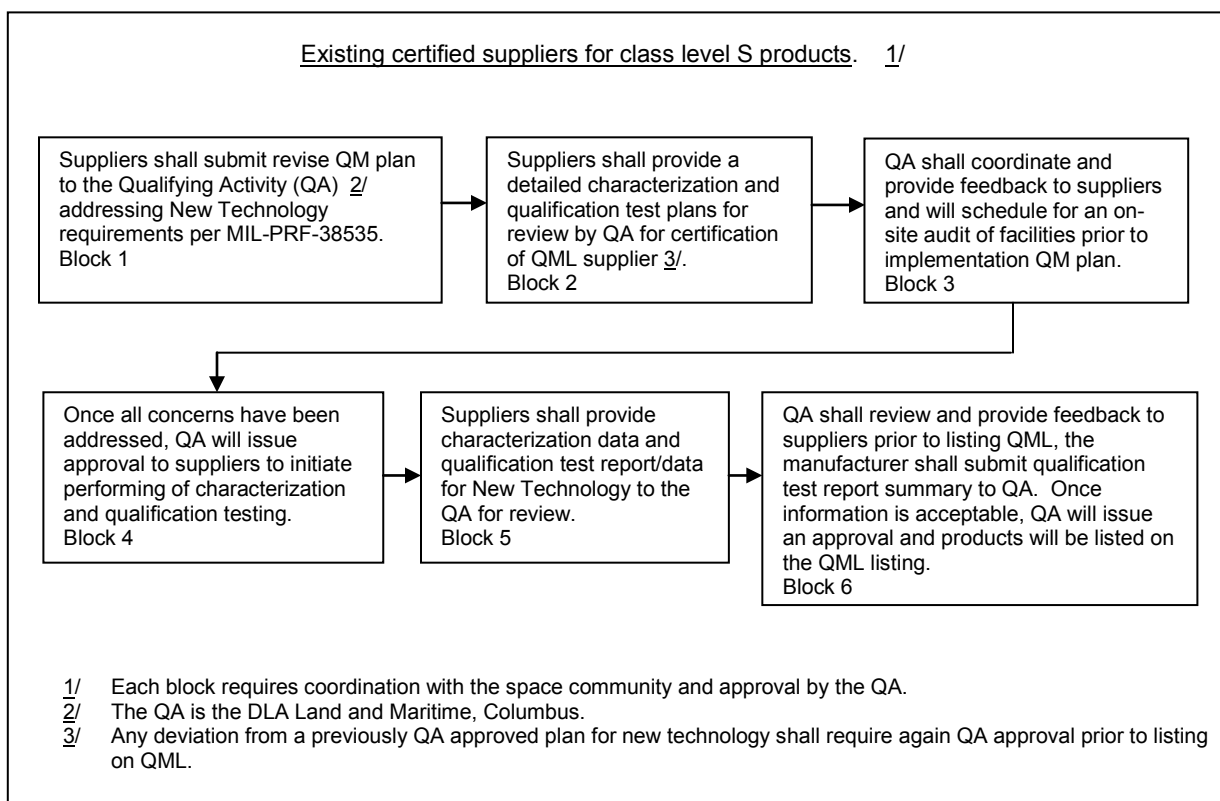 Existing certified suppliers for class level S products. 1/
Suppliers shall submit revise QM plan
to the Qualifying Activity (QA) 2/
addressing New Technology
requirements per MIL-PRF-38535.
Block 1
Suppliers shall provide a
detailed characterization and
qualification test plans for
review by QA for certification
of QML supplier 3/.
Block 2
QA shall coordinate and
provide feedback to suppliers
and will schedule for an on-
site audit of facilities prior to
implementation QM plan.
Block 3
Once all concerns have been
addressed, QA will issue
approval to suppliers to initiate
performing of characterization
and qualification testing.
Block 4
Suppliers shall provide
characterization data and
qualification test report/data
for New Technology to the
QA for review.
Block 5
QA shall review and provide feedback to
suppliers prior to listing QML, the
manufacturer shall submit qualification
test report summary to QA. Once
information is acceptable, QA will issue
an approval and products will be listed on
the QML listing.
Block 6
1/ Each block requires coordination with the space community and approval by the QA.
2/ The QA is the DLA Land and Maritime, Columbus.
3/ Any deviation from a previously QA approved plan for new technology shall require again QA approval prior to listing
on QML.